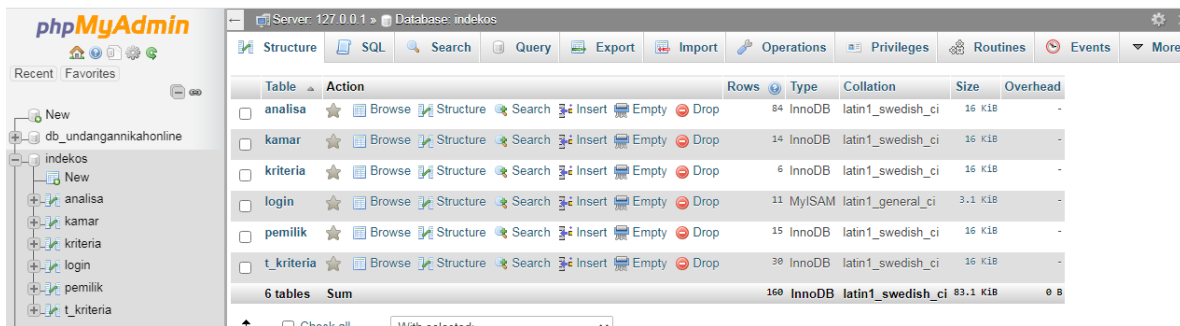 phpMyAdmin
Recent Favorites
New
db_undangannikahonline
indekos
New
analisa
kamar
kriteria
login
pemilik
t_kriteria
Server: 127.0.0.1 » Database: indekos
Structure SQL Search Query Export Import Operations Privileges Routines Events More
Table Action Rows Type Collation Size Overhead
analisa Browse Structure Search Insert Empty Drop 84 InnoDB latin1_swedish_ci 16 KiB -
kamar Browse Structure Search Insert Empty Drop 14 InnoDB latin1_swedish_ci 16 KiB -
kriteria Browse Structure Search Insert Empty Drop 6 InnoDB latin1_swedish_ci 16 KiB -
login Browse Structure Search Insert Empty Drop 11 MyISAM latin1_general_ci 3.1 KiB -
pemilik Browse Structure Search Insert Empty Drop 15 InnoDB latin1_swedish_ci 16 KiB -
t_kriteria Browse Structure Search Insert Empty Drop 30 InnoDB latin1_swedish_ci 16 KiB -
6 tables Sum 160 InnoDB latin1_swedish_ci 83.1 KiB 0 B
Check all With selected: